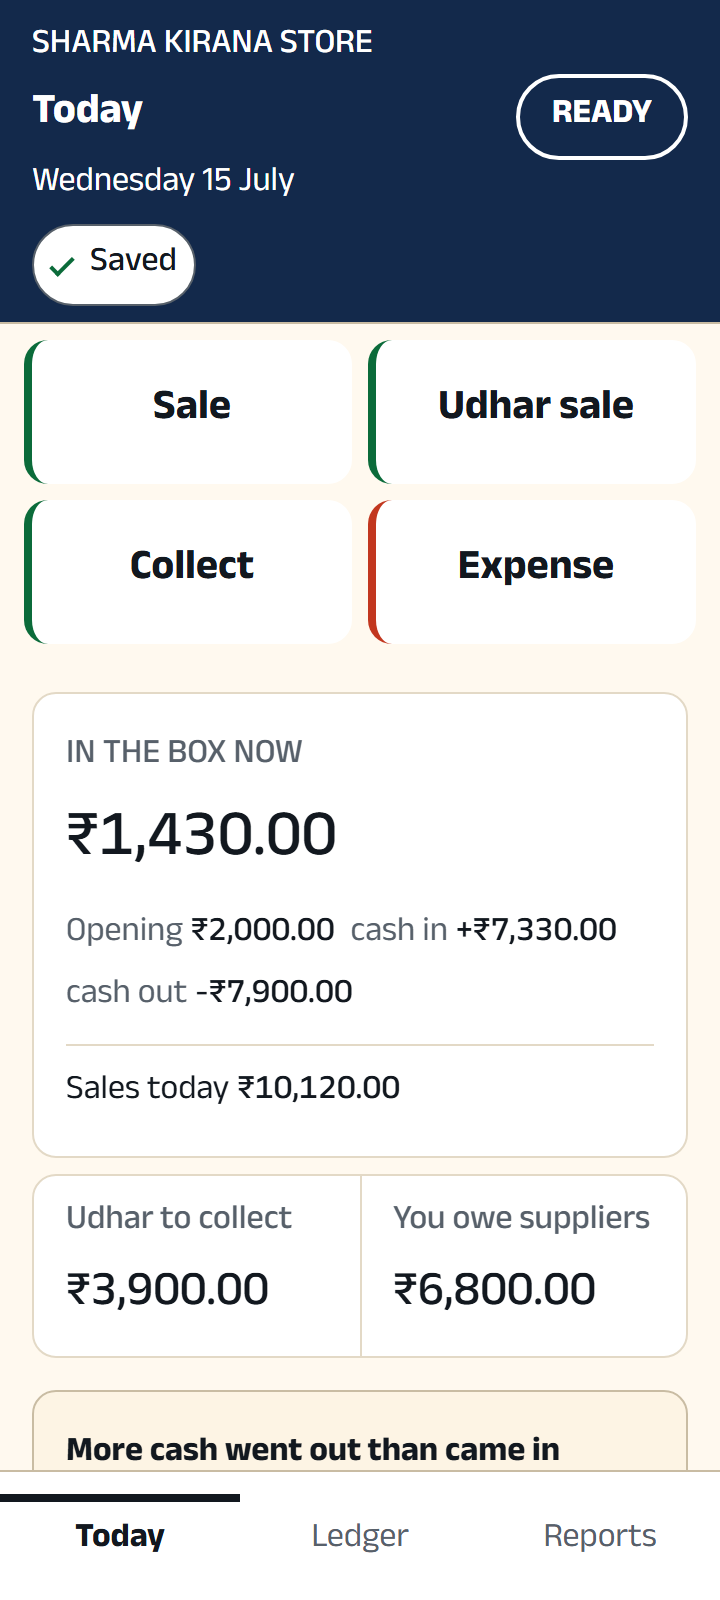 SHARMA KIRANA STORE
Today
READY
Wednesday 15 July
Saved
Sale
Udhar sale
Collect
Expense
IN THE BOX NOW
₹1,430.00
Opening ₹2,000.00 cash in +₹7,330.00
cash out -₹7,900.00
Sales today ₹10,120.00
Udhar to collect
You owe suppliers
₹3,900.00
₹6,800.00
More cash went out than came in
Today
Ledger
Reports